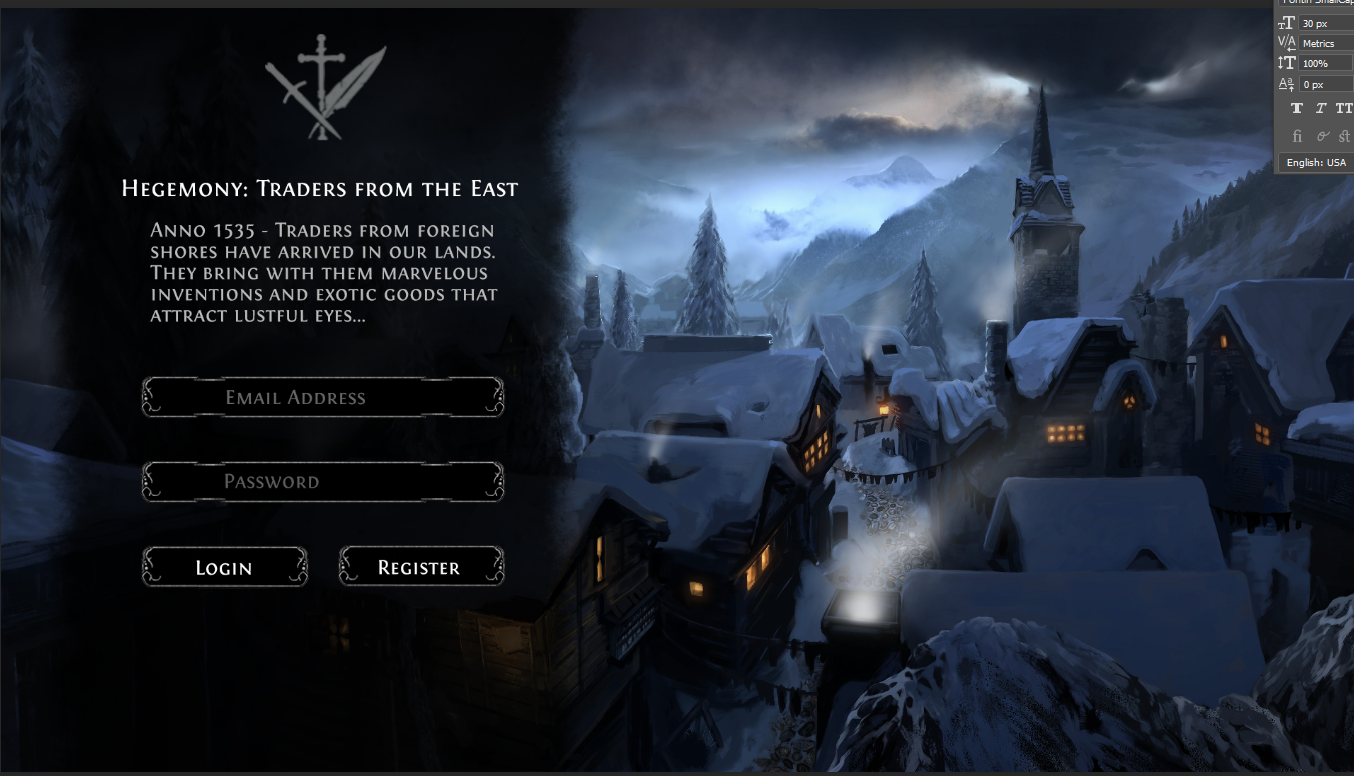 Hegemony: Traders from the East
Anno 1535 - Traders from foreign
shores have arrived in our lands.
They bring with them marvelous
inventions and exotic goods that
attract lustful eyes...
Email Address
Password
Login
Register
30 px
Metrics
100%
0 px
English: USA